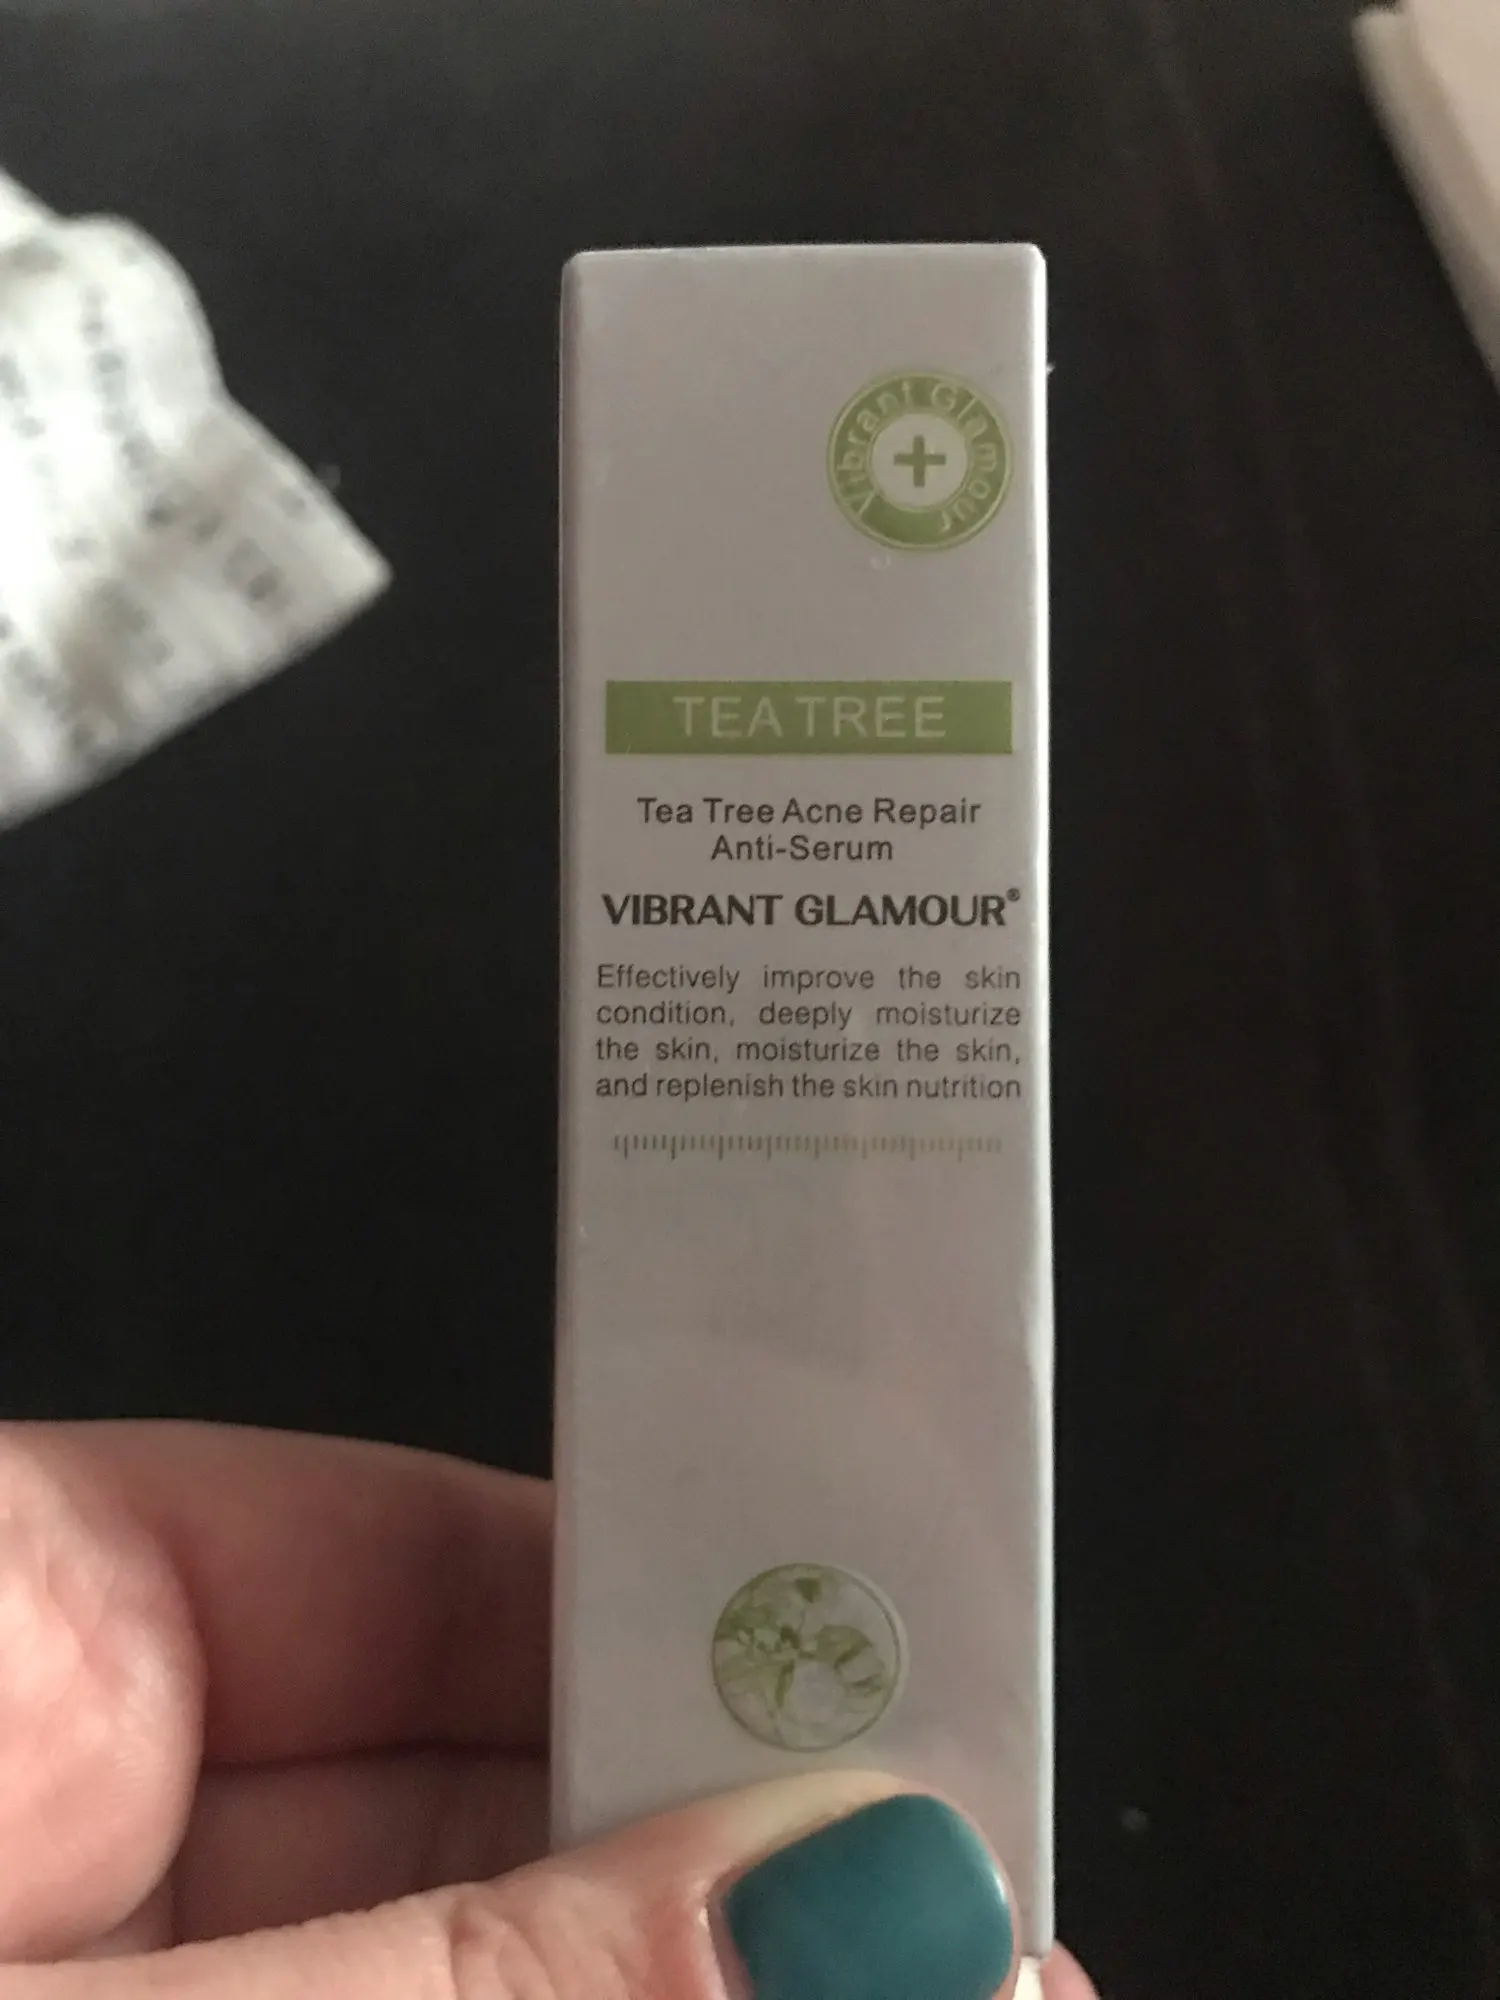 Vibrant Glamour
TEA TREE
Tea Tree Acne Repair
Anti-Serum
VIBRANT GLAMOUR®
Effectively improve the skin
condition, deeply moisturize
the skin, moisturize the skin,
and replenish the skin nutrition